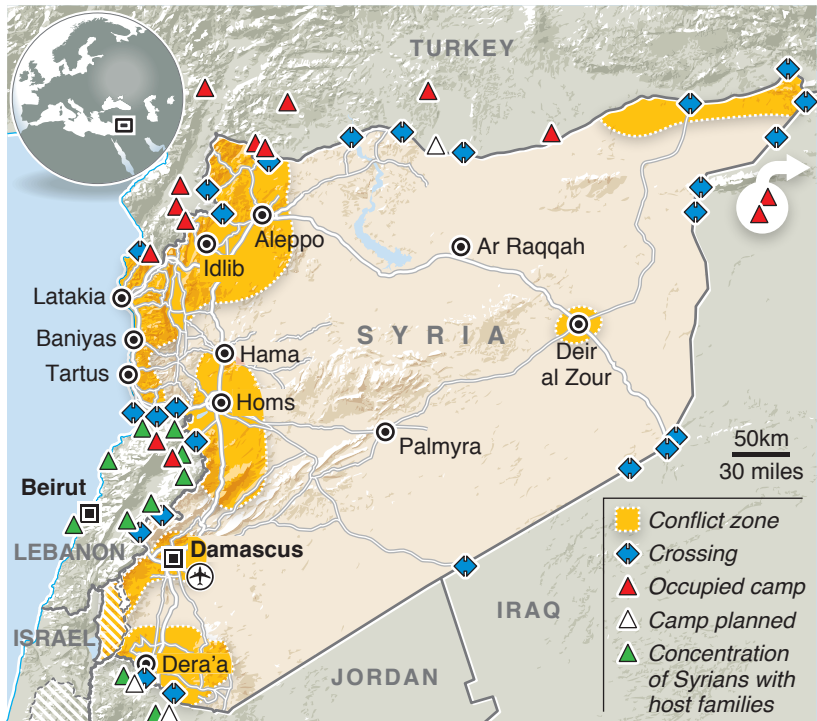 TURKEY
Aleppo
Idlib
Ar Raqqah
Latakia
SYRIA
Baniyas
Hama
Deir
al Zour
Tartus
Homs
Palmyra
50km
30 miles
Beirut
Conflict zone
LEBANON
Damascus
Crossing
Occupied camp
IRAQ
Camp planned
ISRAEL
Dera'a
JORDAN
Concentration
of Syrians with
host families